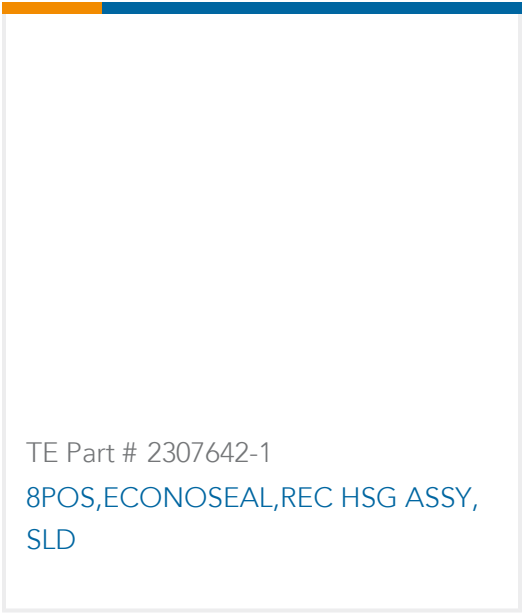 TE Part # 2307642-1
8POS,ECONOSEAL,REC HSG ASSY,
SLD